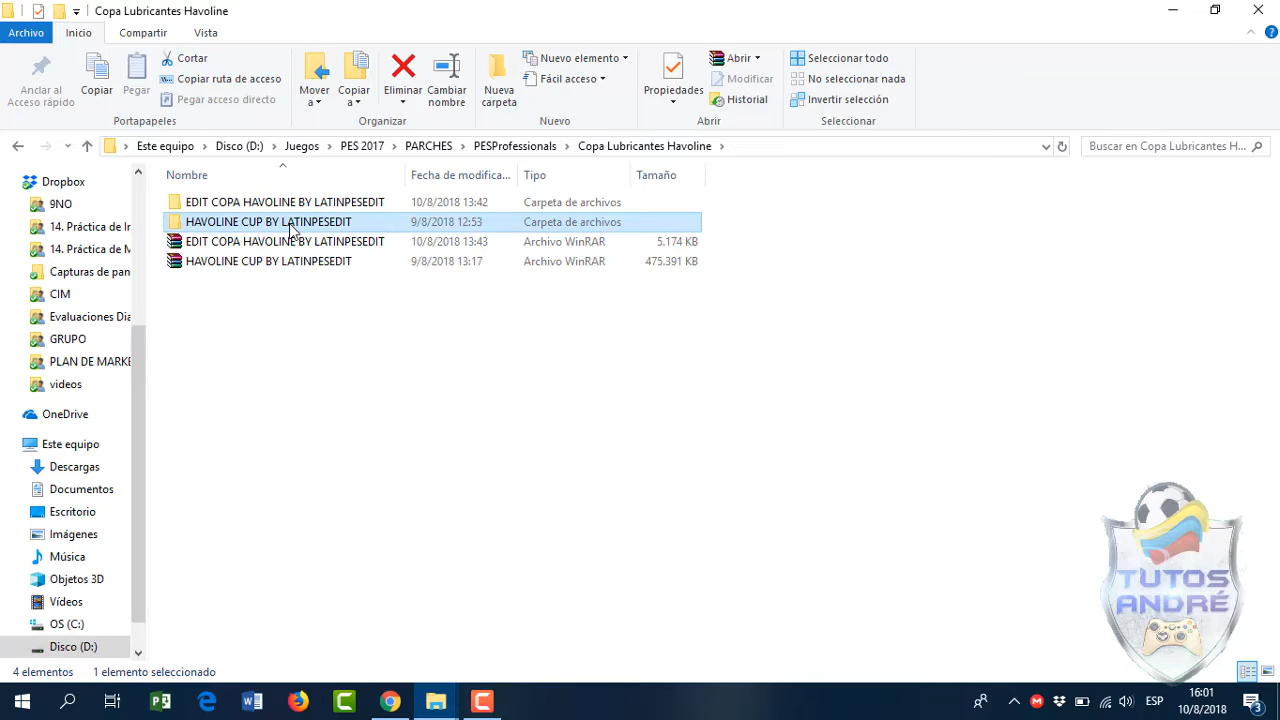 Copa Lubricantes Havoline
Archivo Inicio Compartir Vista
Anclar al Acceso rápido
Copiar
Pegar
Cortar
Copiar ruta de acceso
Pegar acceso directo
Portapapeles
Mover a
Copiar a
Eliminar
Cambiar nombre
Organizar
Nueva carpeta
Nuevo elemento
Fácil acceso
Nuevo
Propiedades
Abrir
Modificar
Historial
Abrir
Seleccionar todo
No seleccionar nada
Invertir selección
Seleccionar
Este equipo › Disco (D:) › Juegos › PES 2017 › PARCHES › PESProfessionals › Copa Lubricantes Havoline ›
Buscar en Copa Lubricantes H...
Nombre Fecha de modifica... Tipo Tamaño
EDIT COPA HAVOLINE BY LATINPESEDIT 10/8/2018 13:42 Carpeta de archivos
HAVOLINE CUP BY LATINPESEDIT 9/8/2018 12:53 Carpeta de archivos
EDIT COPA HAVOLINE BY LATINPESEDIT 10/8/2018 13:43 Archivo WinRAR 5.174 KB
HAVOLINE CUP BY LATINPESEDIT 9/8/2018 13:17 Archivo WinRAR 475.391 KB
Dropbox
9NO
14. Práctica de Ir
14. Práctica de M
Capturas de pan
CIM
Evaluaciones Dia
GRUPO
PLAN DE MARKE
videos
OneDrive
Este equipo
Descargas
Documentos
Escritorio
Imágenes
Música
Objetos 3D
Vídeos
OS (C:)
Disco (D:)
TUTOS
ANDRÉ
4 elementos 1 elemento seleccionado
ESP
16:01
10/8/2018
3